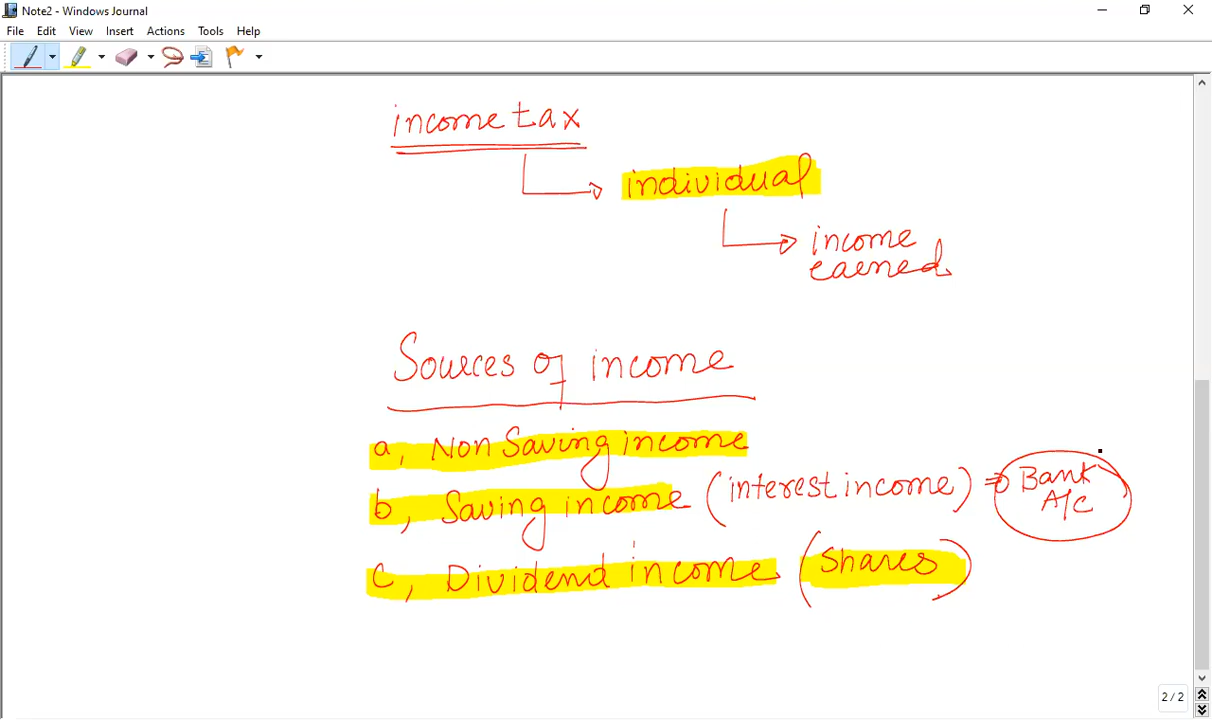 Note2 - Windows Journal
File Edit View Insert Actions Tools Help
income tax
individual
income
earned
Sources of income
a, Non Saving income
b, Saving income (interest income) ⇒ Bank A/C
c, Dividend income (shares)
2 / 2